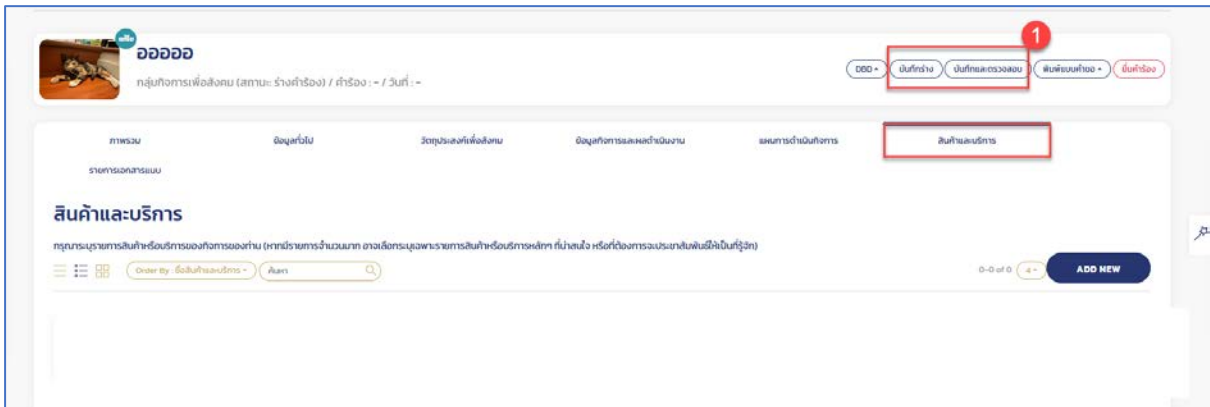 1
แก้ไข
ออออออ
กลุ่มกิจการเพื่อสังคม (สถานะ: ร่างคำร้อง) / คำร้อง : - / วันที่ : -
DBD
บันทึกร่าง
บันทึกและตรวจสอบ
พิมพ์แบบคำขอ
ยื่นคำร้อง
ภาพรวม
ข้อมูลทั่วไป
วัตถุประสงค์เพื่อสังคม
ข้อมูลกิจการและผลดำเนินงาน
แผนการดำเนินกิจการ
สินค้าและบริการ
รายการเอกสารแนบ
สินค้าและบริการ
กรุณาระบุรายการสินค้าหรือบริการของกิจการของท่าน (หากมีรายการจำนวนมาก อาจเลือกระบุเฉพาะรายการสินค้าหรือบริการหลักๆ ที่น่าสนใจ หรือที่ต้องการจะประชาสัมพันธ์ให้เป็นที่รู้จัก)
Order By : ชื่อสินค้าและบริการ
ค้นหา
0-0 of 0
4
ADD NEW